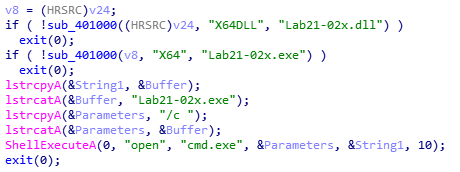 v8 = (HRSRC)v24;
if ( !sub_401000((HRSRC)v24, "X64DLL", "Lab21-02x.dll") )
  exit(0);
if ( !sub_401000(v8, "X64", "Lab21-02x.exe") )
  exit(0);
lstrcpyA(&String1, &Buffer);
lstrcatA(&Buffer, "Lab21-02x.exe");
lstrcpyA(&Parameters, "/c ");
lstrcatA(&Parameters, &Buffer);
ShellExecuteA(0, "open", "cmd.exe", &Parameters, &String1, 10);
exit(0);